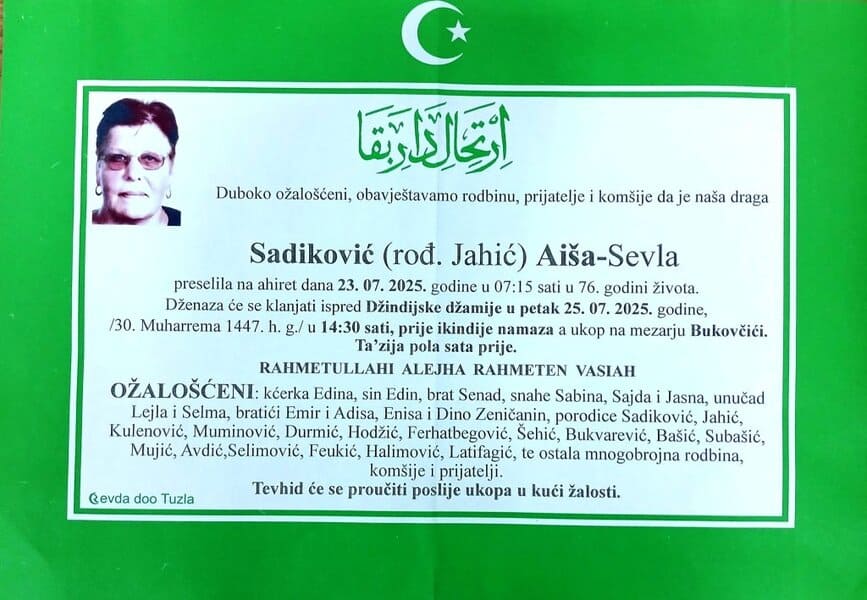 اِرْتِحَالِ دَارِ بَقَا
Duboko ožalošćeni, obavještavamo rodbinu, prijatelje i komšije da je naša draga
Sadiković (rođ. Jahić) Aiša-Sevla
preselila na ahiret dana 23. 07. 2025. godine u 07:15 sati u 76. godini života.
Dženaza će se klanjati ispred Džindijske džamije u petak 25. 07. 2025. godine,
/30. Muharrema 1447. h. g./ u 14:30 sati, prije ikindije namaza a ukop na mezarju Bukovčići.
Ta’zija pola sata prije.
RAHMETULLAHI ALEJHA RAHMETEN VASIAH
OŽALOŠĆENI: kćerka Edina, sin Edin, brat Senad, snahe Sabina, Sajda i Jasna, unučad
Lejla i Selma, bratići Emir i Adisa, Enisa i Dino Zeničanin, porodice Sadiković, Jahić,
Kulenović, Muminović, Durmić, Hodžić, Ferhatbegović, Šehić, Bukvarević, Bašić, Subašić,
Mujić, Avdić,Selimović, Feukić, Halimović, Latifagić, te ostala mnogobrojna rodbina,
komšije i prijatelji.
Tevhid će se proučiti poslije ukopa u kući žalosti.
evda doo Tuzla